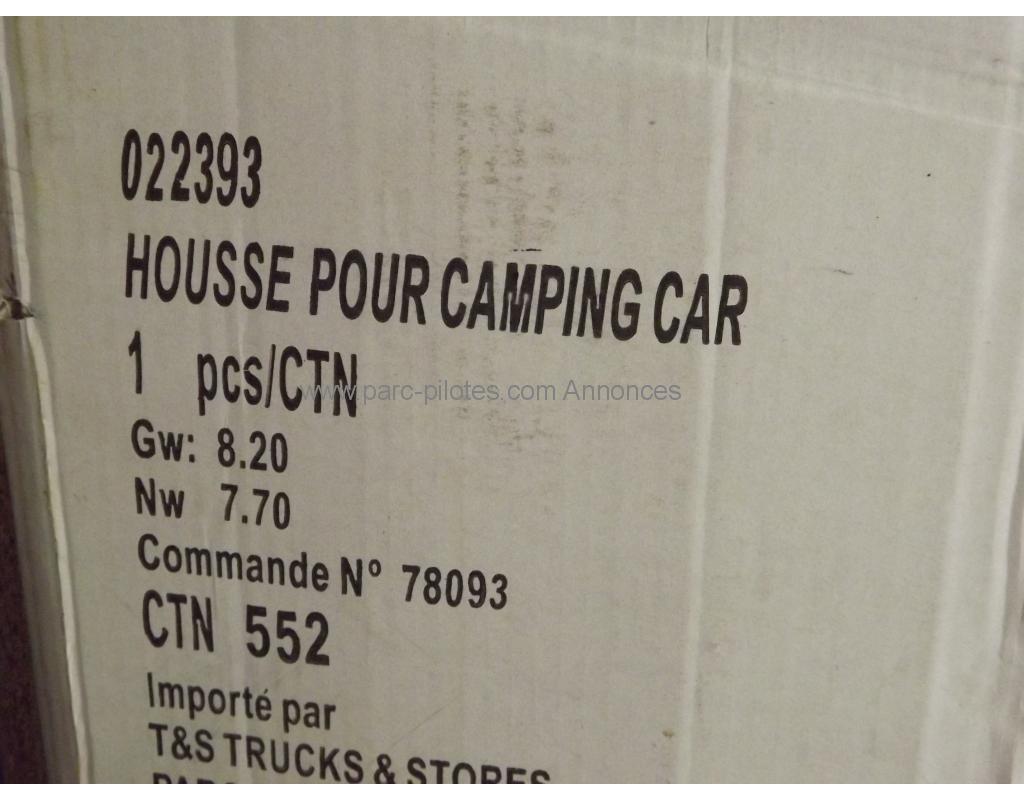 022393
HOUSSE POUR CAMPING CAR
1 pcs/CTN
www.parc-pilotes.com Annonces
Gw: 8.20
Nw 7.70
Commande N° 78093
CTN 552
Importé par
T&S TRUCKS & STORES